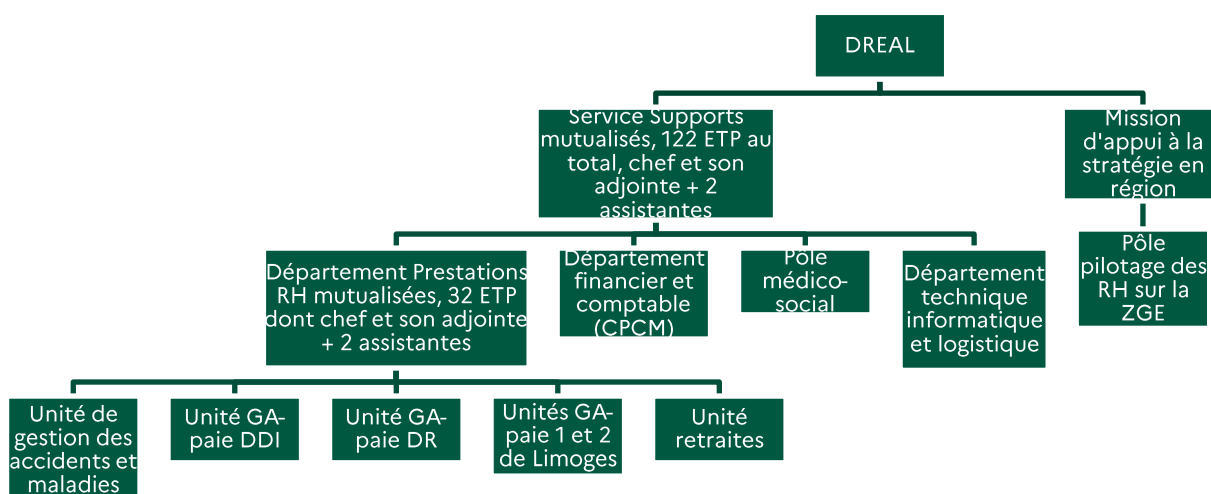 DREAL
Service Supports
mutualisés, 122 ETP au
total, chef et son
adjointe + 2
assistantes
Mission
d'appui à la
stratégie en
région
Département Prestations
RH mutualisées, 32 ETP
dont chef et son adjointe
+ 2 assistantes
Département
financier et
comptable
(CPCM)
Pôle
médico-
social
Département
technique
informatique
et logistique
Pôle
pilotage des
RH sur la
ZGE
Unité de
gestion des
accidents et
maladies
Unité GA-
paie DDI
Unité GA-
paie DR
Unités GA-
paie 1 et 2
de Limoges
Unité
retraites